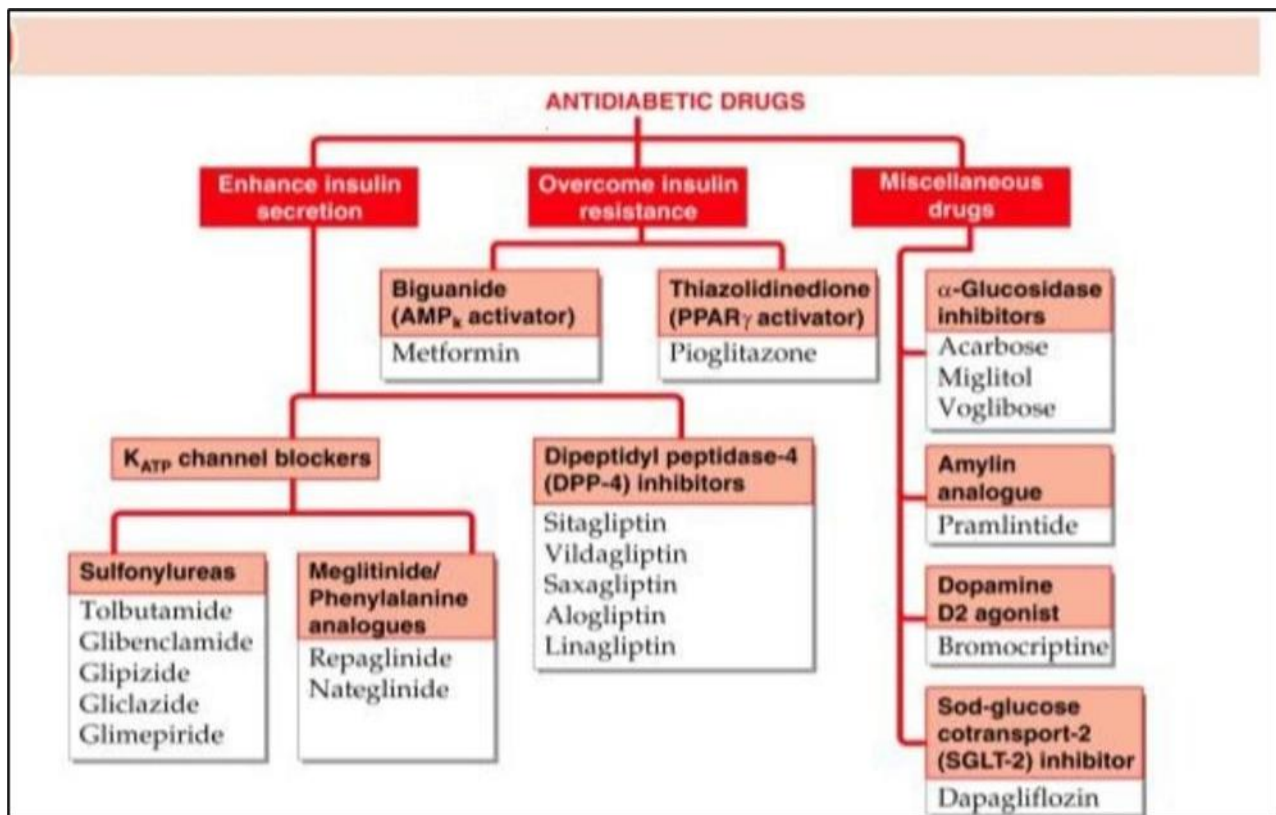 ANTIDIABETIC DRUGS
Enhance insulin
secretion
Overcome insulin
resistance
Miscellaneous
drugs
Biguanide
(AMPk activator)
Metformin
Thiazolidinedione
(PPARγ activator)
Pioglitazone
α-Glucosidase
inhibitors
Acarbose
Miglitol
Voglibose
KATP channel blockers
Dipeptidyl peptidase-4
(DPP-4) inhibitors
Sitagliptin
Vildagliptin
Saxagliptin
Alogliptin
Linagliptin
Amylin
analogue
Pramlintide
Sulfonylureas
Tolbutamide
Glibenclamide
Glipizide
Gliclazide
Glimepiride
Meglitinide/
Phenylalanine
analogues
Repaglinide
Nateglinide
Dopamine
D2 agonist
Bromocriptine
Sod-glucose
cotransport-2
(SGLT-2) inhibitor
Dapagliflozin